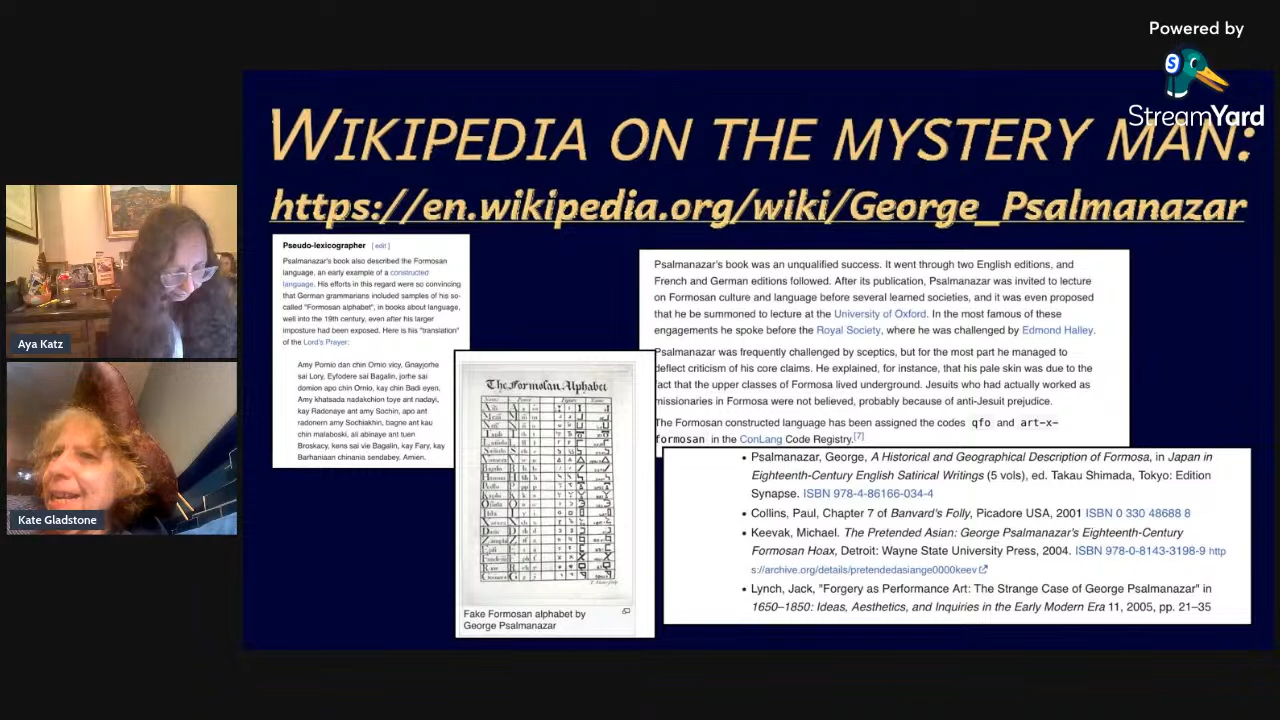 Powered by
S
StreamYard
WIKIPEDIA ON THE MYSTERY MAN:
https://en.wikipedia.org/wiki/George_Psalmanazar
Aya Katz
Kate Gladstone
Pseudo-lexicographer [ edit ]
Psalmanazar's book also described the Formosan
language, an early example of a constructed
language. His efforts in this regard were so convincing
that German grammarians included samples of his so-
called "Formosan alphabet", in books about language,
well into the 19th century, even after his larger
imposture had been exposed. Here is his "translation"
of the Lord's Prayer:
Amy Pornio dan chin Ornio vicy, Gnayjorhe
sai Lory, Eyfodere sai Bagalin, jorhe sai
domion apo chin Ornio, kay chin Badi eyen,
Amy khatsada nadakchion toye ant nadayi,
kay Radonaye ant amy Sochin, apo ant
radonern amy Sochiakhin, bagne ant kau
chin malaboski, ali abinaye ant tuen
Broskacy, kens sai vie Bagalin, kay Fary, kay
Barhaniaan chinania sendabey. Amien.
The Formosan Alphabet
Fake Formosan alphabet by
George Psalmanazar
Psalmanazar's book was an unqualified success. It went through two English editions, and
French and German editions followed. After its publication, Psalmanazar was invited to lecture
on Formosan culture and language before several learned societies, and it was even proposed
that he be summoned to lecture at the University of Oxford. In the most famous of these
engagements he spoke before the Royal Society, where he was challenged by Edmond Halley.
Psalmanazar was frequently challenged by sceptics, but for the most part he managed to
deflect criticism of his core claims. He explained, for instance, that his pale skin was due to the
fact that the upper classes of Formosa lived underground. Jesuits who had actually worked as
missionaries in Formosa were not believed, probably because of anti-Jesuit prejudice.
The Formosan constructed language has been assigned the codes qfo and art-x-
formosan in the ConLang Code Registry.[7]
• Psalmanazar, George, A Historical and Geographical Description of Formosa, in Japan in
Eighteenth-Century English Satirical Writings (5 vols), ed. Takau Shimada, Tokyo: Edition
Synapse. ISBN 978-4-86166-034-4
• Collins, Paul, Chapter 7 of Banvard's Folly, Picadore USA, 2001 ISBN 0 330 48688 8
• Keevak, Michael. The Pretended Asian: George Psalmanazar's Eighteenth-Century
Formosan Hoax, Detroit: Wayne State University Press, 2004. ISBN 978-0-8143-3198-9 http
s://archive.org/details/pretendedasiange0000keev
• Lynch, Jack, "Forgery as Performance Art: The Strange Case of George Psalmanazar" in
1650–1850: Ideas, Aesthetics, and Inquiries in the Early Modern Era 11, 2005, pp. 21–35